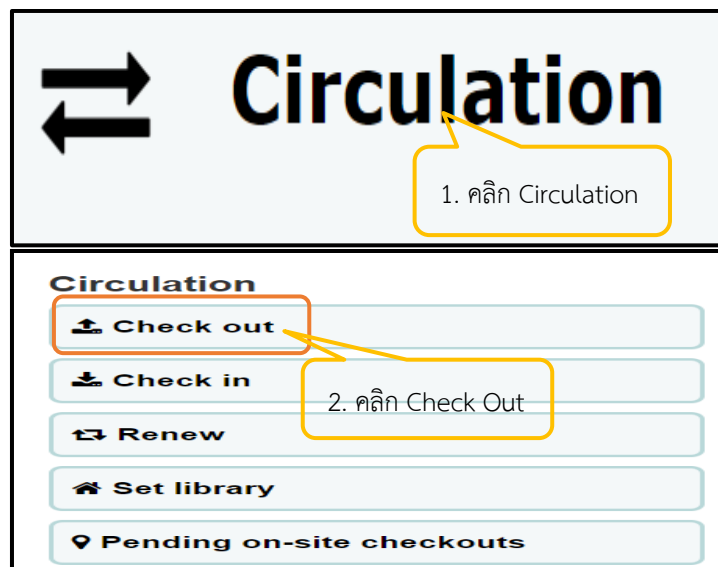 Circulation
1. คลิก Circulation
Circulation
Check out
Check in
2. คลิก Check Out
Renew
Set library
Pending on-site checkouts